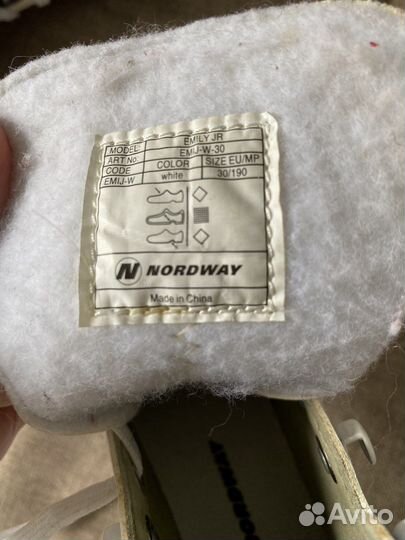 MODEL: EMILY JR
ART No: EMIJ-W-30
CODE COLOR SIZE EU/MP
EMIJ-W white 30/190
NORDWAY
Made in China
NORDWAY
Avito